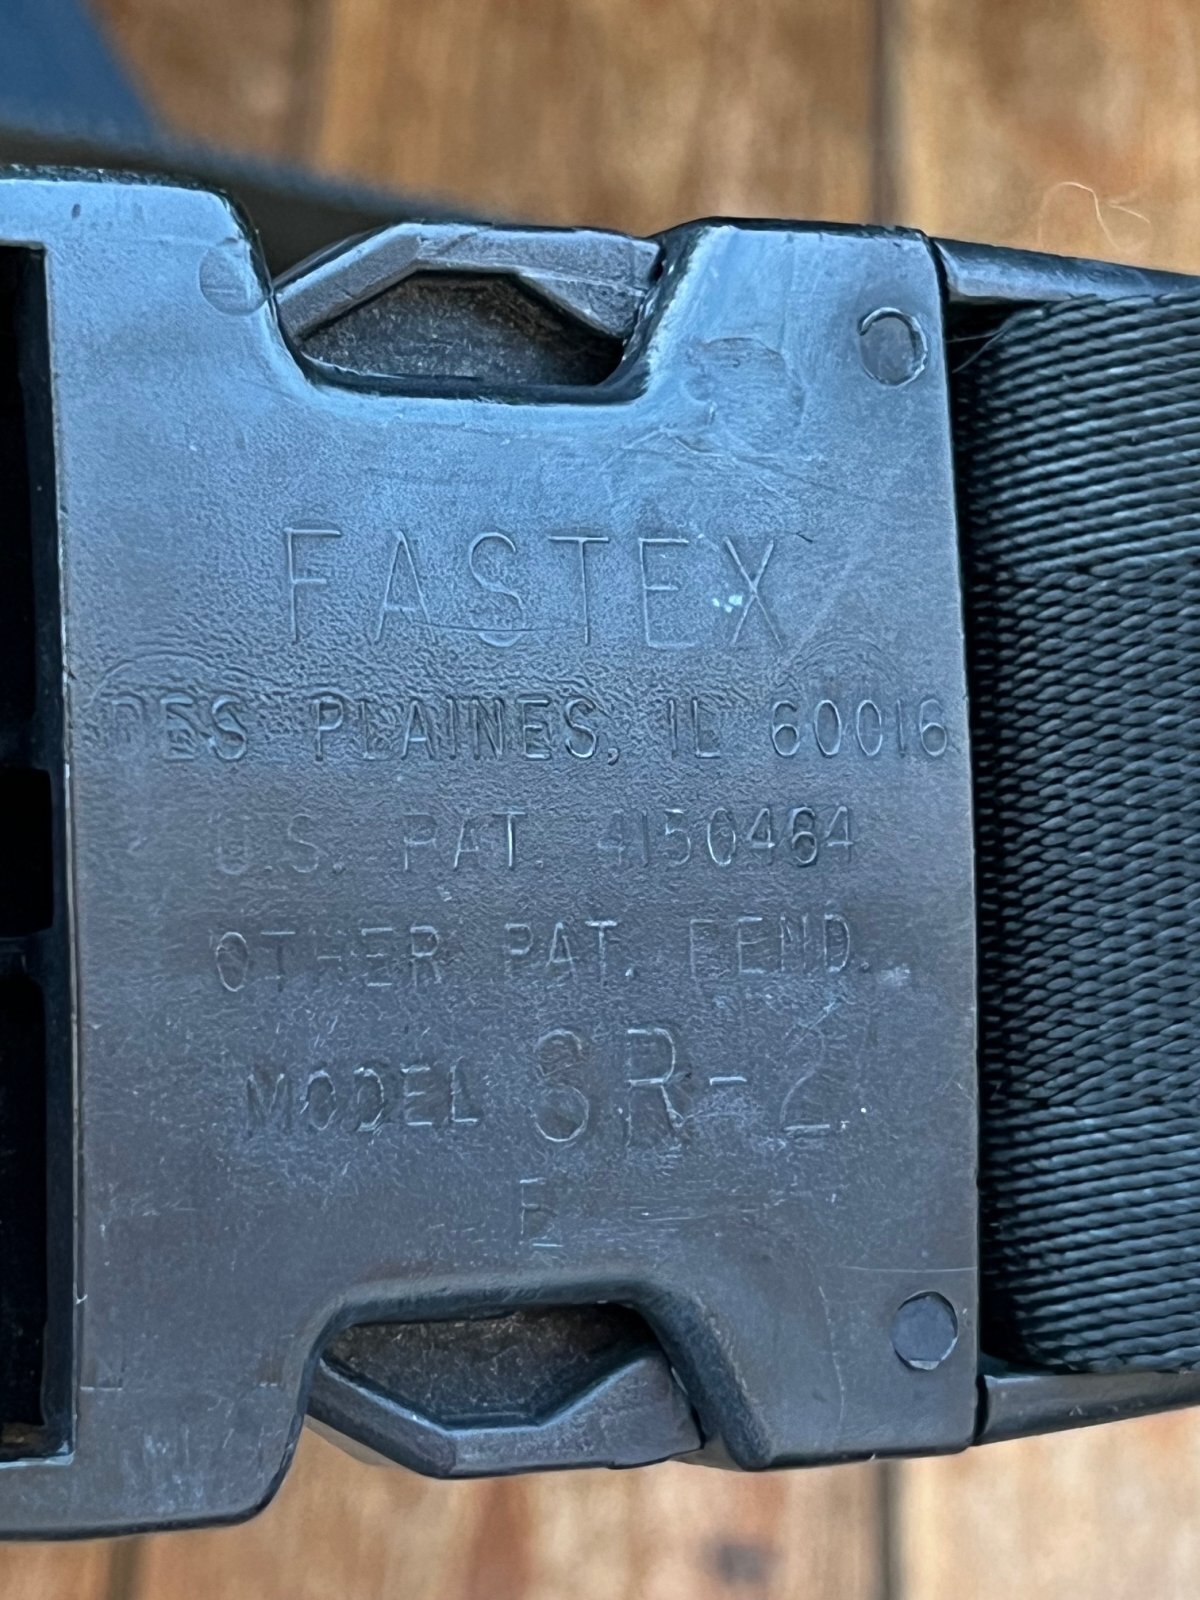 FASTEX
DES PLAINES, IL 60016
U.S. PAT. 4150464
OTHER PAT. PEND.
MODEL SR-2
E